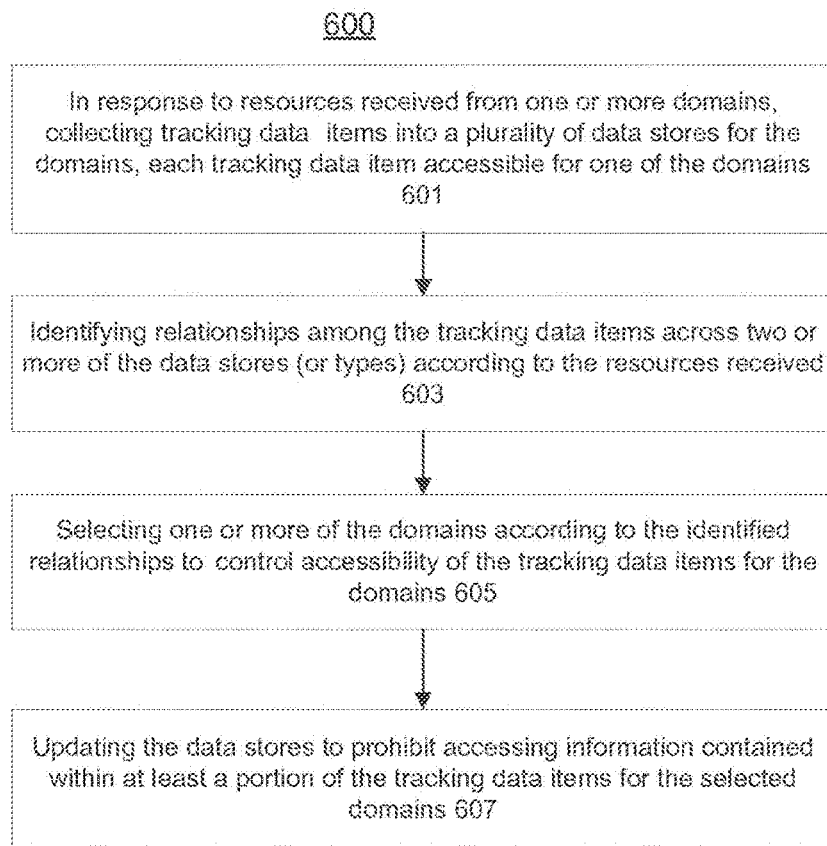 600
In response to resources received from one or more domains,
collecting tracking data items into a plurality of data stores for the
domains, each tracking data item accessible for one of the domains
601
Identifying relationships among the tracking data items across two or
more of the data stores (or types) according to the resources received
603
Selecting one or more of the domains according to the identified
relationships to control accessibility of the tracking data items for the
domains 605
Updating the data stores to prohibit accessing information contained
within at least a portion of the tracking data items for the selected
domains 607